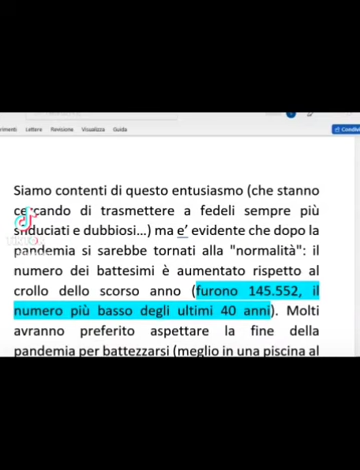 rimenti Lettere Revisione Visualizza Guida Condivi
Siamo contenti di questo entusiasmo (che stanno
cercando di trasmettere a fedeli sempre più
sfiduciati e dubbiosi...) ma e' evidente che dopo la
pandemia si sarebbe tornati alla "normalità": il
numero dei battesimi è aumentato rispetto al
crollo dello scorso anno (furono 145.552, il
numero più basso degli ultimi 40 anni). Molti
avranno preferito aspettare la fine della
pandemia per battezzarsi (meglio in una piscina al